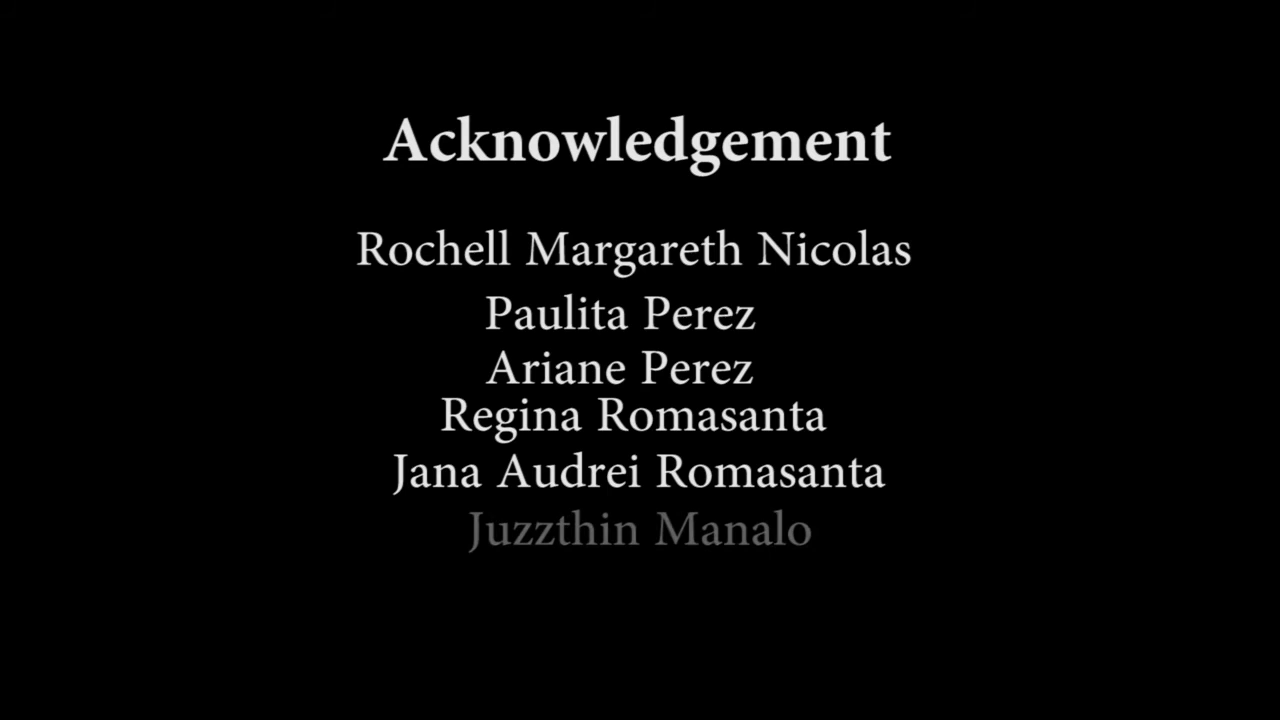 Acknowledgement
Rochell Margareth Nicolas
Paulita Perez
Ariane Perez
Regina Romasanta
Jana Audrei Romasanta
Juzzthin Manalo